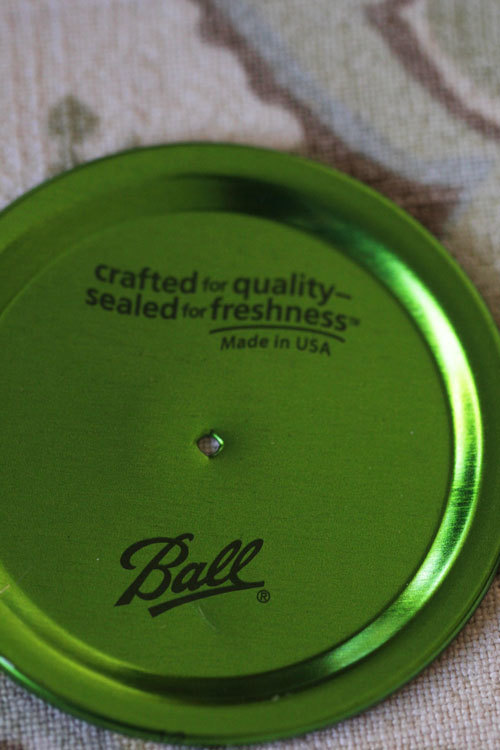 crafted for quality–
sealed for freshness™
Made in USA
Ball®